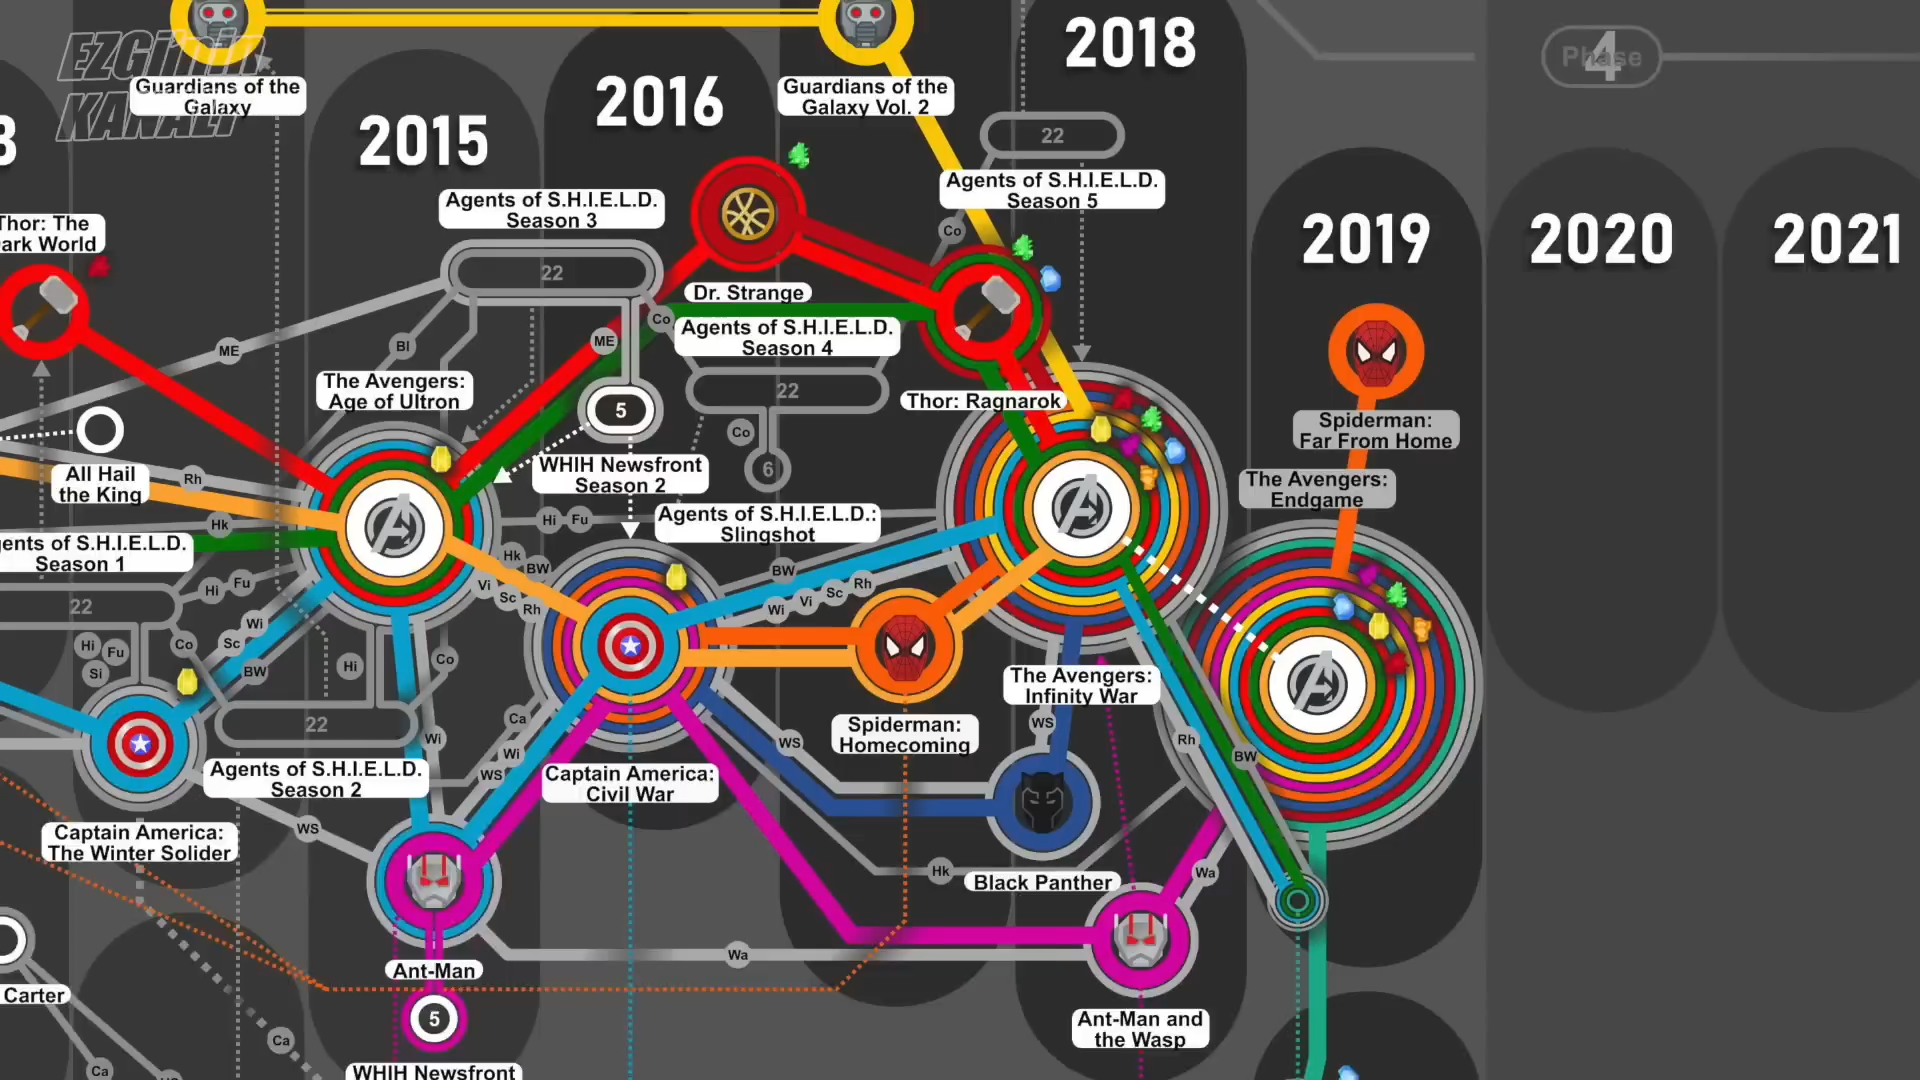 EZGİnin
KANALI
Guardians of the
Galaxy
Guardians of the
Galaxy Vol. 2
2018
Phase
4
3
2015
2016
22
Agents of S.H.I.E.L.D.
Season 3
Agents of S.H.I.E.L.D.
Season 5
Thor: The
ark World
22
Co
2019
2020
2021
Dr. Strange
Co
ME
BI
ME
Agents of S.H.I.E.L.D.
Season 4
The Avengers:
Age of Ultron
22
Thor: Ragnarok
5
Co
6
Spiderman:
Far From Home
All Hail
the King
Rh
WHIH Newsfront
Season 2
The Avengers:
Endgame
Hk
Hi
Fu
Agents of S.H.I.E.L.D.:
Slingshot
ents of S.H.I.E.L.D.
Season 1
Hk
BW
Vi
Sc
Rh
BW
Wi
Vi
Sc
Rh
22
Hi
Fu
Wi
Sc
Co
BW
Hi
Fu
Si
Hi
Co
The Avengers:
Infinity War
22
Wi
Ca
Wi
WS
WS
Spiderman:
Homecoming
WS
Rh
BW
Agents of S.H.I.E.L.D.
Season 2
Captain America:
Civil War
Captain America:
The Winter Solider
WS
Hk
Black Panther
Wa
Wa
Ant-Man
Carter
5
Ant-Man and
the Wasp
Ca
Ca
WHIH Newsfront